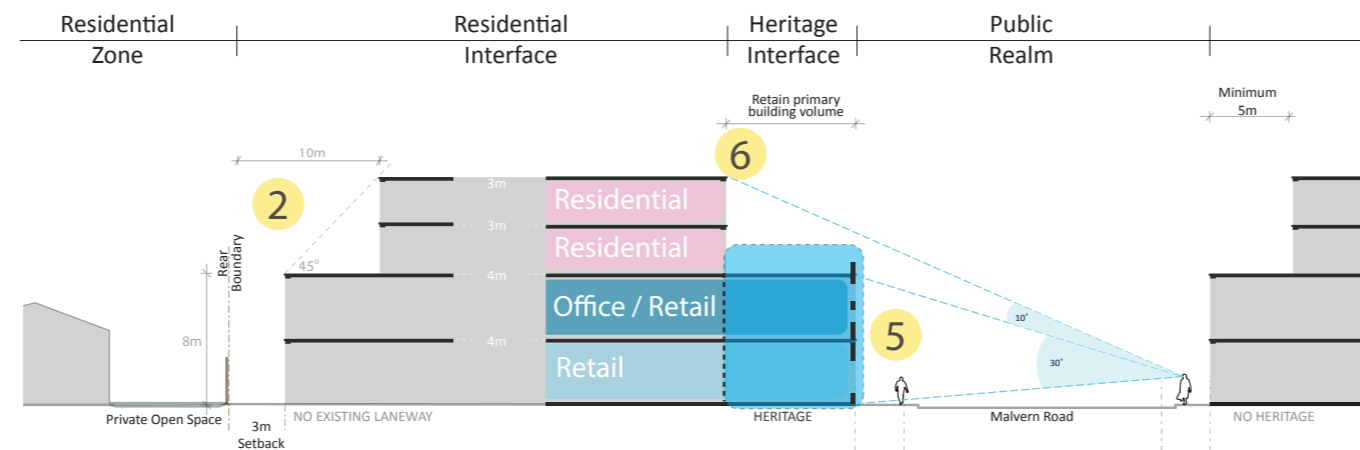 Residential
Zone
Residential
Interface
Heritage
Interface
Public
Realm
Retain primary
building volume
Minimum
5m
10m
6
2
3m
Residential
3m
Residential
Rear
Boundary
45°
4m
Office / Retail
10°
5
8m
4m
Retail
30°
Private Open Space
NO EXISTING LANEWAY
HERITAGE
Malvern Road
NO HERITAGE
3m
Setback